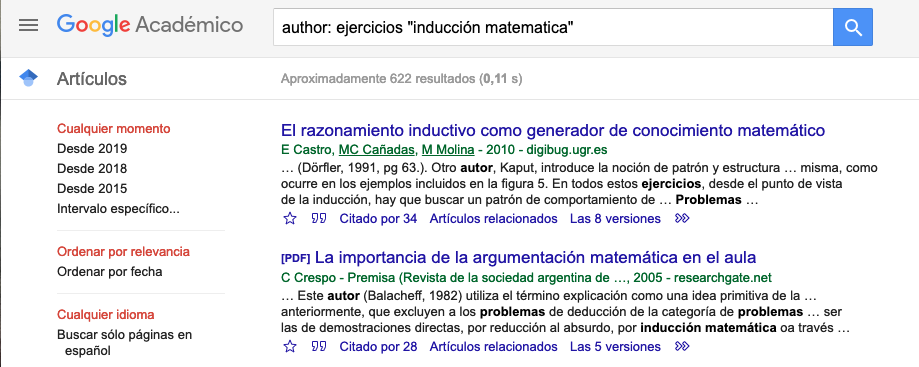 Google Académico
author: ejercicios "inducción matematica"
Artículos
Aproximadamente 622 resultados (0,11 s)
Cualquier momento
Desde 2019
Desde 2018
Desde 2015
Intervalo específico...
Ordenar por relevancia
Ordenar por fecha
Cualquier idioma
Buscar sólo páginas en
español
El razonamiento inductivo como generador de conocimiento matemático
E Castro, MC Cañadas, M Molina - 2010 - digibug.ugr.es
… (Dörfler, 1991, pg 63.). Otro autor, Kaput, introduce la noción de patrón y estructura … misma, como
ocurre en los ejemplos incluidos en la figura 5. En todos estos ejercicios, desde el punto de vista
de la inducción, hay que buscar un patrón de comportamiento de … Problemas …
Citado por 34 Artículos relacionados Las 8 versiones
[PDF] La importancia de la argumentación matemática en el aula
C Crespo - Premisa (Revista de la sociedad argentina de …, 2005 - researchgate.net
… Este autor (Balacheff, 1982) utiliza el término explicación como una idea primitiva de la …
anteriormente, que excluyen a los problemas de deducción de la categoría de problemas … ser
las de demostraciones directas, por reducción al absurdo, por inducción matemática oa través …
Citado por 28 Artículos relacionados Las 5 versiones